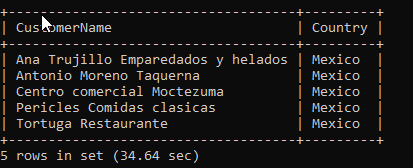 +------------------------------------+---------+
| CustomerName | Country |
+------------------------------------+---------+
| Ana Trujillo Emparedados y helados | Mexico |
| Antonio Moreno Taquerna | Mexico |
| Centro comercial Moctezuma | Mexico |
| Pericles Comidas clasicas | Mexico |
| Tortuga Restaurante | Mexico |
+------------------------------------+---------+
5 rows in set (34.64 sec)